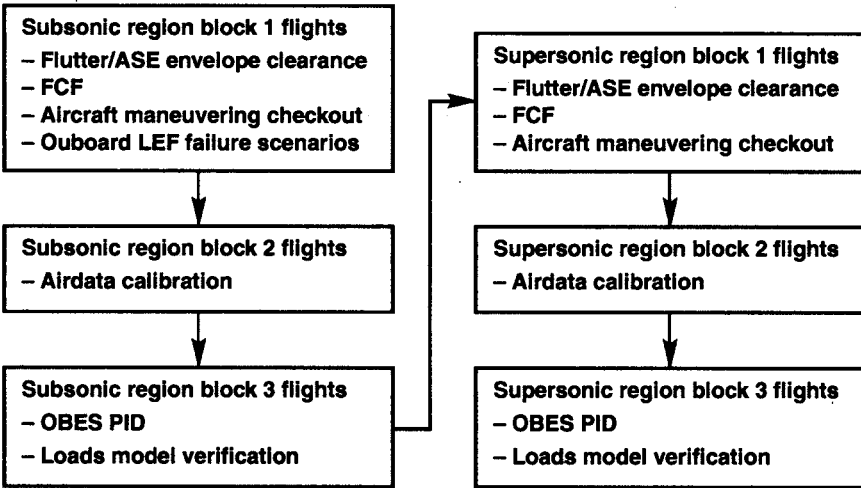 Subsonic region block 1 flights
– Flutter/ASE envelope clearance
– FCF
– Aircraft maneuvering checkout
– Ouboard LEF failure scenarios
Subsonic region block 2 flights
– Airdata calibration
Subsonic region block 3 flights
– OBES PID
– Loads model verification
Supersonic region block 1 flights
– Flutter/ASE envelope clearance
– FCF
– Aircraft maneuvering checkout
Supersonic region block 2 flights
– Airdata calibration
Supersonic region block 3 flights
– OBES PID
– Loads model verification